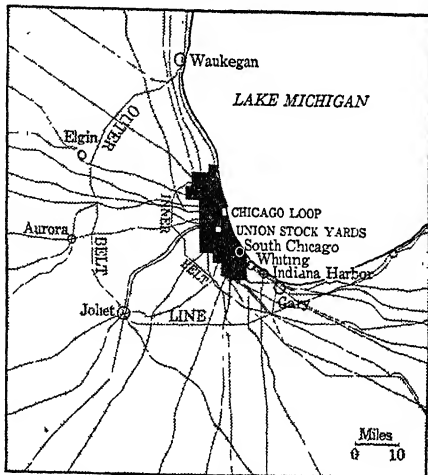 Waukegan
LAKE MICHIGAN
OUTER
Elgin
INNER
CHICAGO LOOP
UNION STOCK YARDS
Aurora
South Chicago
BELT
BELT
Whiting
Indiana Harbor
Gary
Joliet
LINE
Miles
0 10